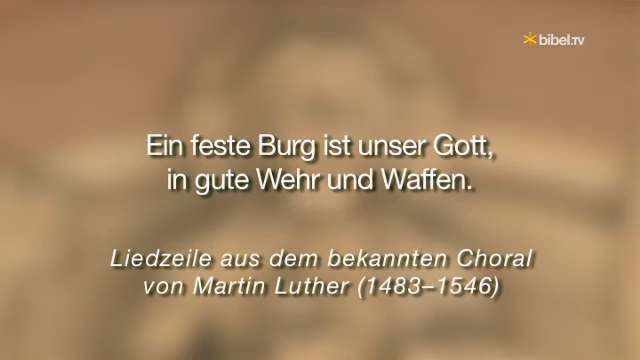 bibel.TV
Ein feste Burg ist unser Gott,
in gute Wehr und Waffen.
Liedzeile aus dem bekannten Choral
von Martin Luther (1483–1546)